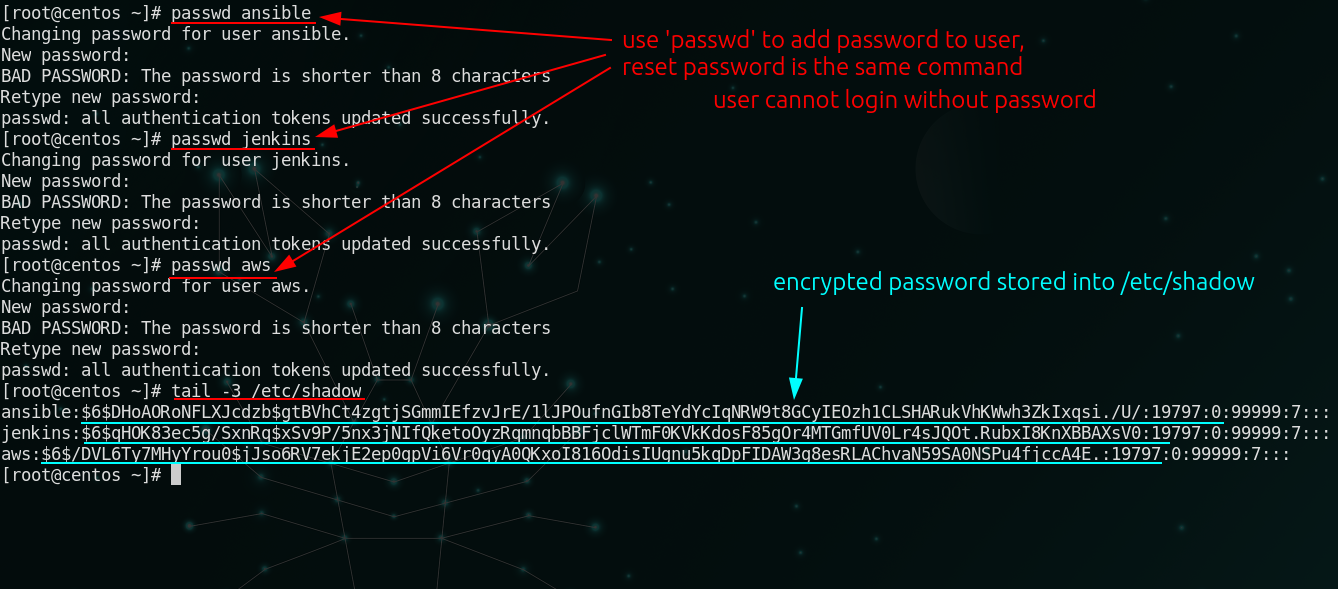 [root@centos ~]# passwd ansible
Changing password for user ansible.
New password:
BAD PASSWORD: The password is shorter than 8 characters
Retype new password:
passwd: all authentication tokens updated successfully.
[root@centos ~]# passwd jenkins
Changing password for user jenkins.
New password:
BAD PASSWORD: The password is shorter than 8 characters
Retype new password:
passwd: all authentication tokens updated successfully.
[root@centos ~]# passwd aws
Changing password for user aws.
New password:
BAD PASSWORD: The password is shorter than 8 characters
Retype new password:
passwd: all authentication tokens updated successfully.
[root@centos ~]# tail -3 /etc/shadow
ansible:$6$DHoAORoNFLXJcdzb$gtBVhCt4zgtjSGmmIEfzvJrE/1lJPOufnGIb8TeYdYcIqNRW9t8GCyIEOzh1CLSHARukVhKWwh3ZkIxqsi./U/:19797:0:99999:7:::
jenkins:$6$qHOK83ec5g/SxnRq$xSv9P/5nx3jNIfQketoOyzRqmnqbBBFjclWTmF0KVkKdosF85gOr4MTGmfUV0Lr4sJQOt.RubxI8KnXBBAXsV0:19797:0:99999:7:::
aws:$6$/DVL6Ty7MHyYrou0$jJso6RV7ekjE2ep0qpVi6Vr0qyA0QKxoI816OdisIUqnu5kqDpFIDAW3q8esRLAChvaN59SA0NSPu4fjccA4E.:19797:0:99999:7:::
[root@centos ~]#
use 'passwd' to add password to user,
reset password is the same command
user cannot login without password
encrypted password stored into /etc/shadow